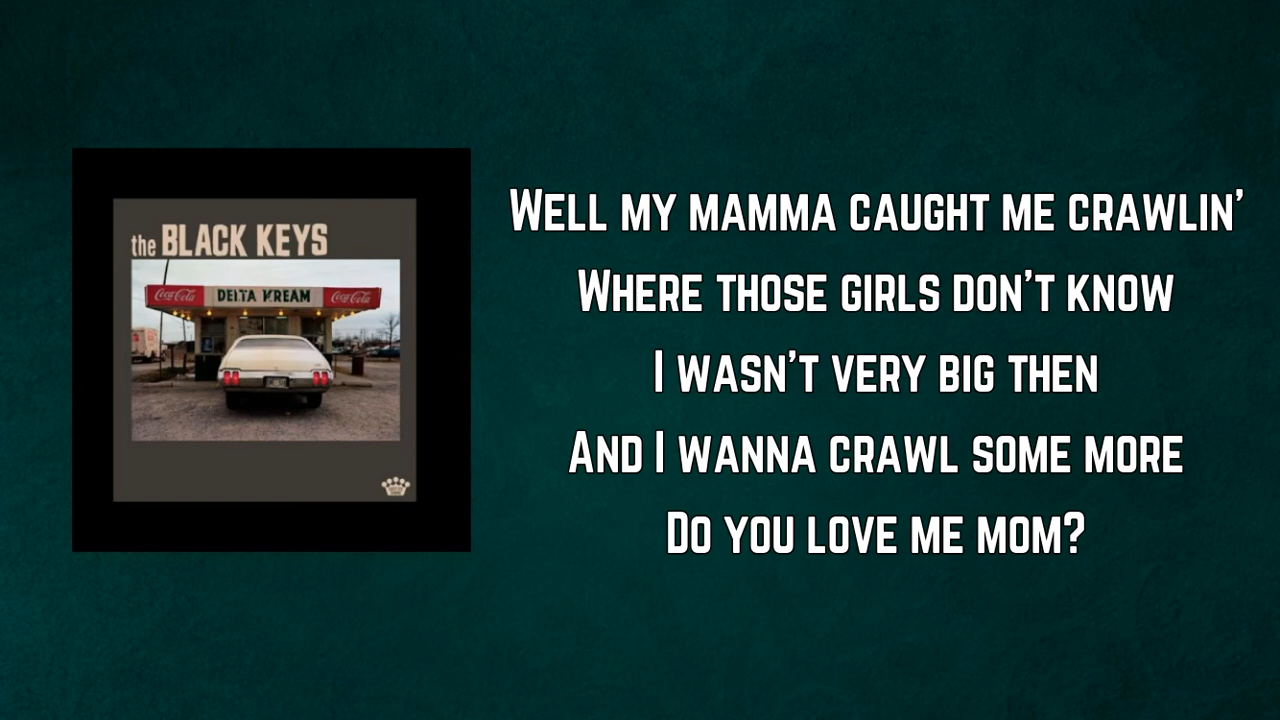 the BLACK KEYS
Coca-Cola DELTA KREAM Coca-Cola
WELL MY MAMMA CAUGHT ME CRAWLIN'
WHERE THOSE GIRLS DON'T KNOW
I WASN'T VERY BIG THEN
AND I WANNA CRAWL SOME MORE
DO YOU LOVE ME MOM?